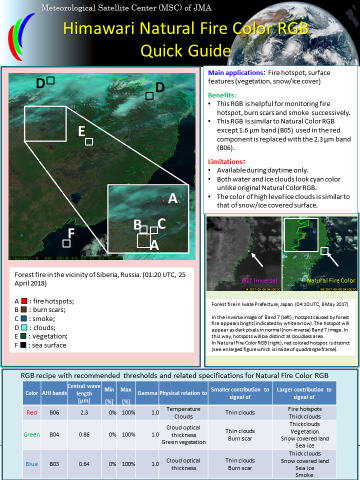 Meteorological Satellite Center (MSC) of JMA
Himawari Natural Fire Color RGB
Quick Guide
D
D
E
A
B
C
A
F
Forest fire in the vicinity of Siberia, Russia. (01:20 UTC, 25
April 2018)
A : fire hotspots;
B : burn scars;
C : smoke;
D : clouds;
E : vegetation;
F : sea surface
Main applications: Fire hotspot, surface
features (vegetation, snow/ice cover)
Benefits:
• This RGB is helpful for monitoring fire
hotspot, burn scars and smoke successively.
• This RGB is similar to Natural Color RGB
except 1.6 µm band (B05) used in the red
component is replaced with the 2.3 µm band
(B06).
Limitations:
• Available during daytime only.
• Both water and ice clouds look cyan color
unlike original Natural Color RGB.
• The color of high level ice clouds is similar to
that of snow/ice covered surface.
B07 (Inverse)
Natural Fire Color
Forest fire in Iwate Prefecture, Japan (04:10 UTC, 8 May 2017)
In the inverse image of Band 7 (left), hotspots caused by forest
fire appears bright (indicated by white arrow). The hotspot will
appear as dark pixels in normal (non-inverse) Band 7 image. In
this way, hotspots will be distinct at cloudless area.
In Natural Fire Color RGB (right), red colored hotspot is distinct
(see enlarged figure which is inside of quadrangle frame).
RGB recipe with recommended thresholds and related specifications for Natural Fire Color RGB
Color AHI bands Central wave length [µm] Min [%] Max [%] Gamma Physical relation to Smaller contribution to signal of Larger contribution to signal of
Red B06 2.3 0% 100% 1.0 Temperature Clouds Thin clouds Fire hotspots Thick clouds
Green B04 0.86 0% 100% 1.0 Cloud optical thickness Green vegetation Thin clouds Burn scar Thick clouds Vegetation Snow covered land Sea ice
Blue B03 0.64 0% 100% 1.0 Cloud optical thickness Thin clouds Burn scar Thick clouds Snow covered land Sea ice Smoke